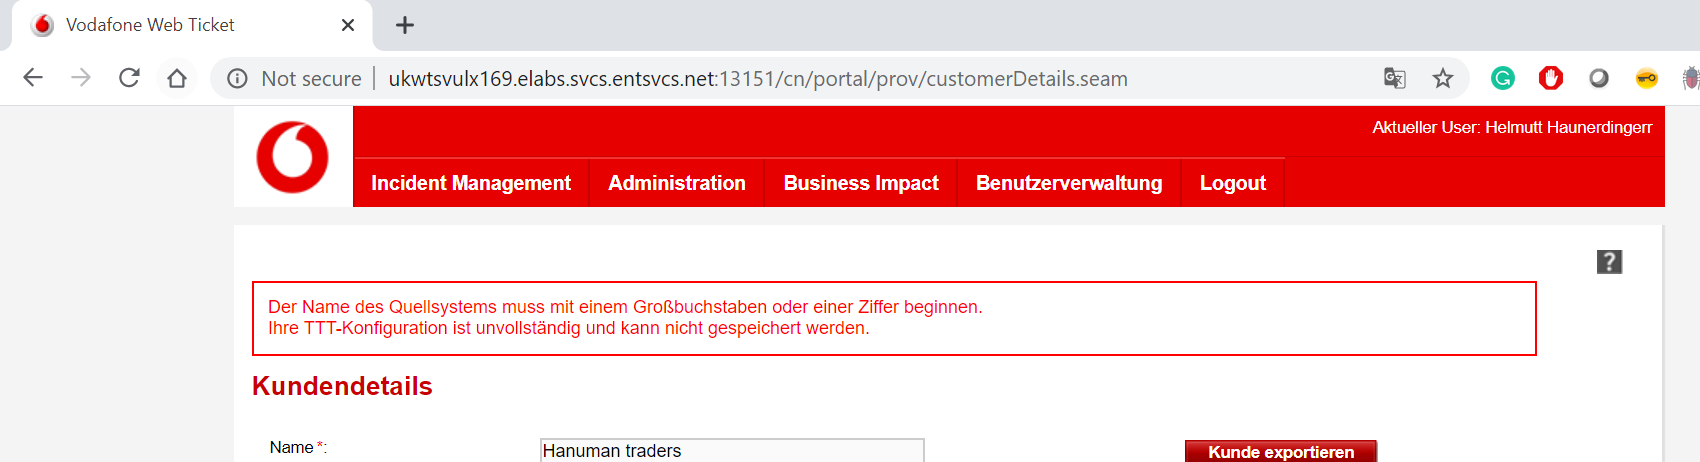 Vodafone Web Ticket
Not secure | ukwtsvulx169.elabs.svcs.entsvcs.net:13151/cn/portal/prov/customerDetails.seam
Aktueller User: Helmutt Haunerdingerr
Incident Management Administration Business Impact Benutzerverwaltung Logout
?
Der Name des Quellsystems muss mit einem Großbuchstaben oder einer Ziffer beginnen.
Ihre TTT-Konfiguration ist unvollständig und kann nicht gespeichert werden.
Kundendetails
Name *: Hanuman traders Kunde exportieren